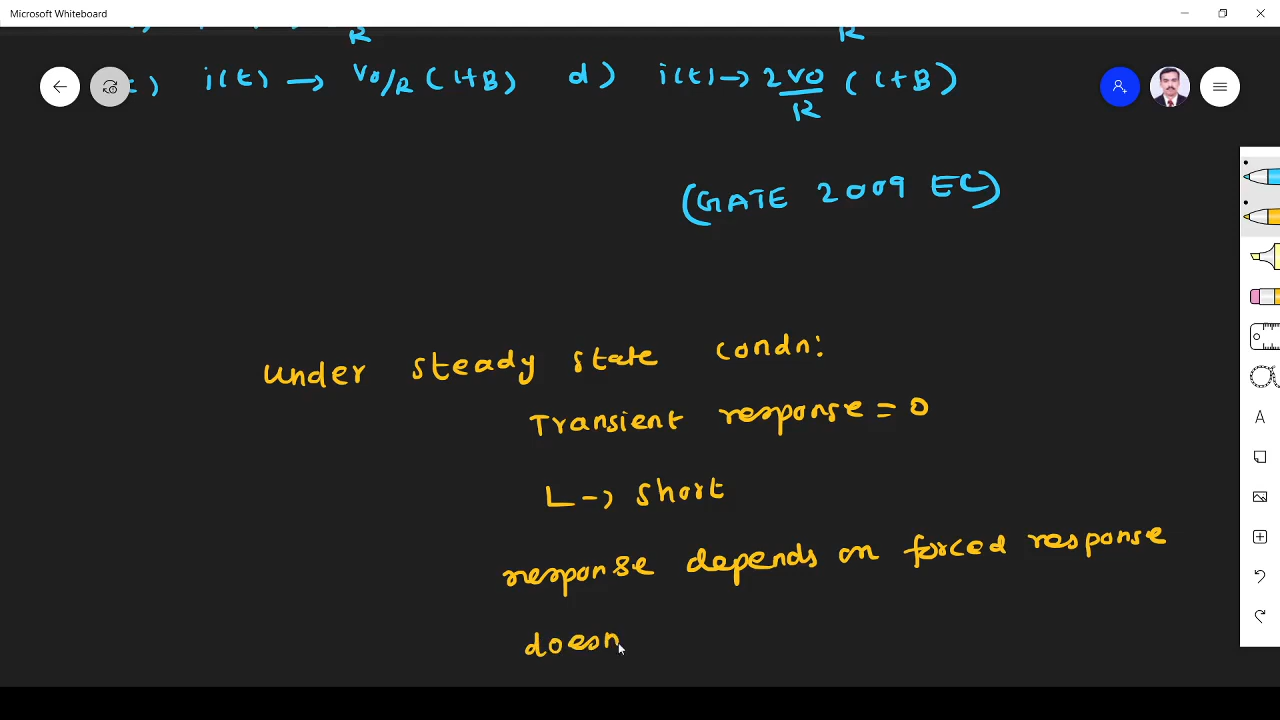 Microsoft Whiteboard
R R
c) i(t) → V0/R (1+B) d) i(t) → 2V0/R (1+B)
(GATE 2009 EC)
Under steady state condn:
Transient response = 0
L → short
response depends on forced response
doesn